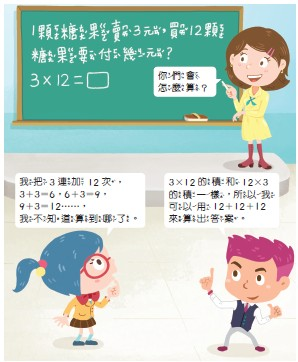 1顆糖果賣3元，買12顆
糖果要付幾元？
3×12=□
你們會
怎麼算？
我把3連加12次，
3+3=6，6+3=9，
9+3=12……，
我不知道算到哪了。
3×12的積和12×3
的積一樣，所以我
可以用12+12+12
來算出答案。